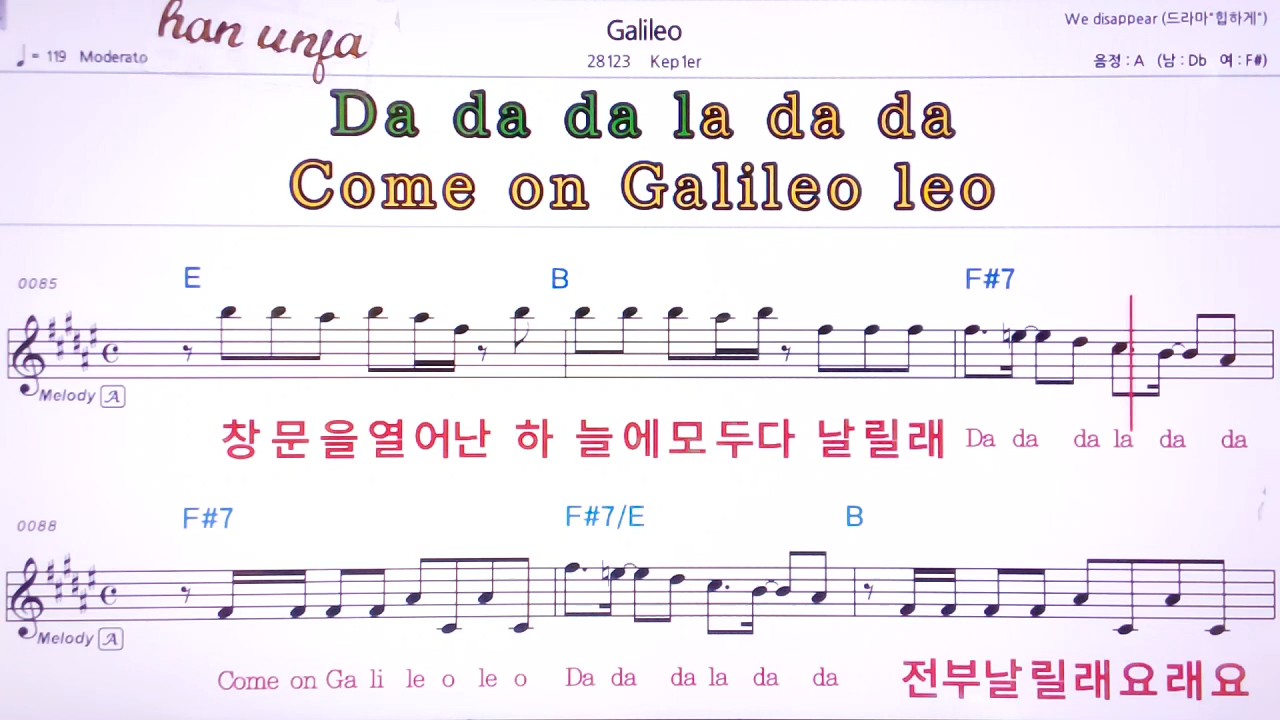 han unfa
We disappear (드라마"힙하게")
Galileo
♩= 119 Moderato
28123 Kep1er
음정 : A (남 : Db 여 : F#)
Da da da la da da
Come on Galileo leo
0085
E B F#7
Melody A
창 문 을 열 어난 하 늘 에 모 두다 날 릴 래 Da da da la da da
0088
F#7 F#7/E B
Melody A
Come on Ga li le o le o Da da da la da da 전부날 릴 래 요 래 요